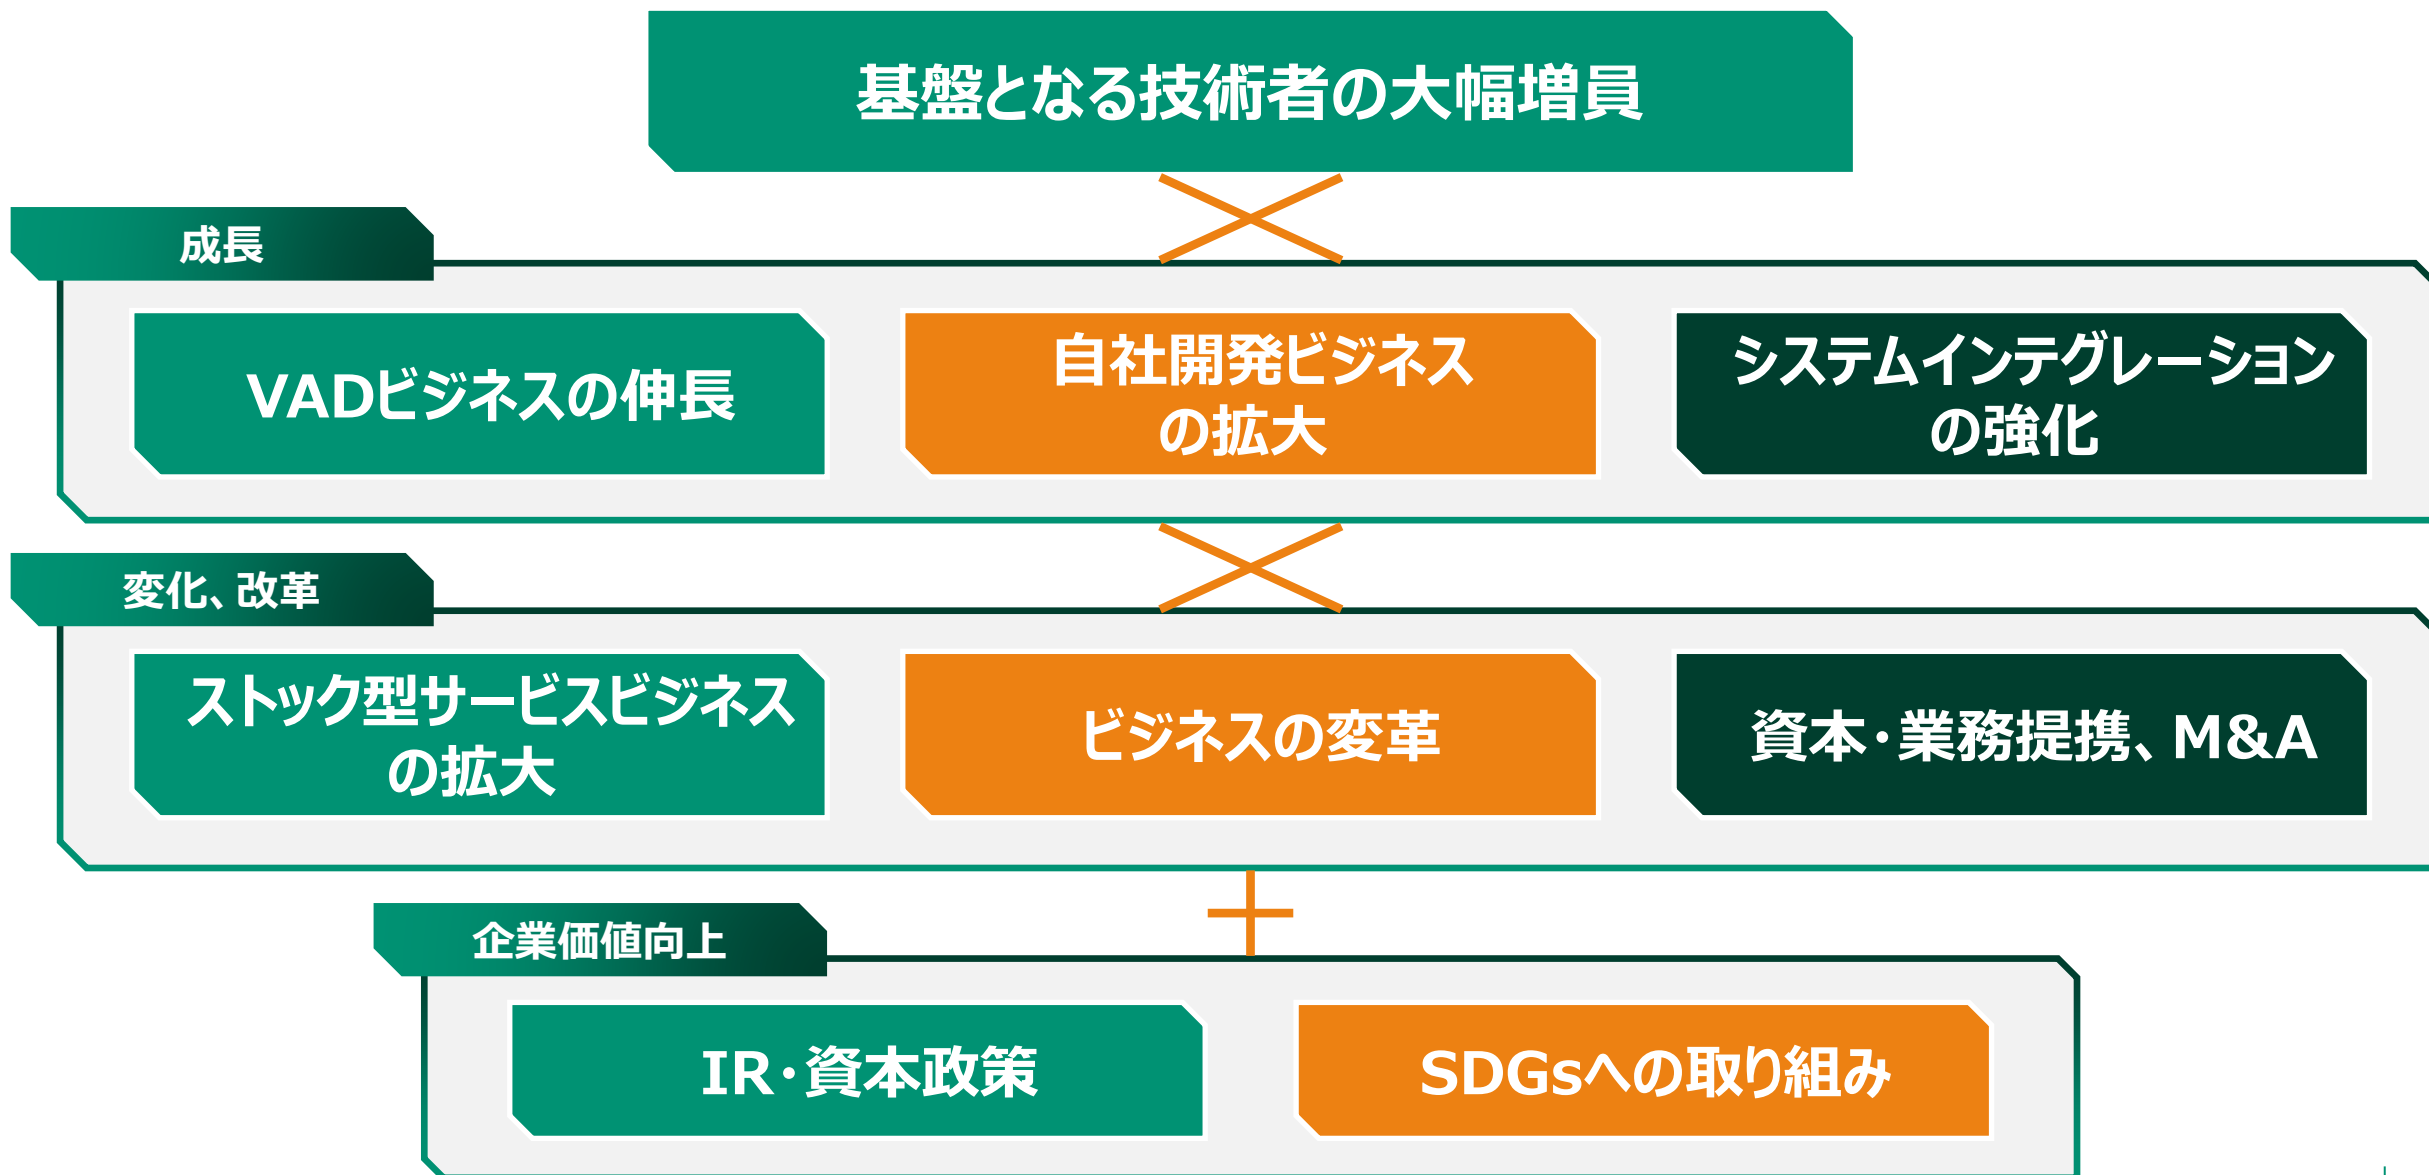 基盤となる技術者の大幅増員
成長
VADビジネスの伸長
自社開発ビジネス
の拡大
システムインテグレーション
の強化
変化、改革
ストック型サービスビジネス
の拡大
ビジネスの変革
資本・業務提携、M&A
企業価値向上
IR・資本政策
SDGsへの取り組み